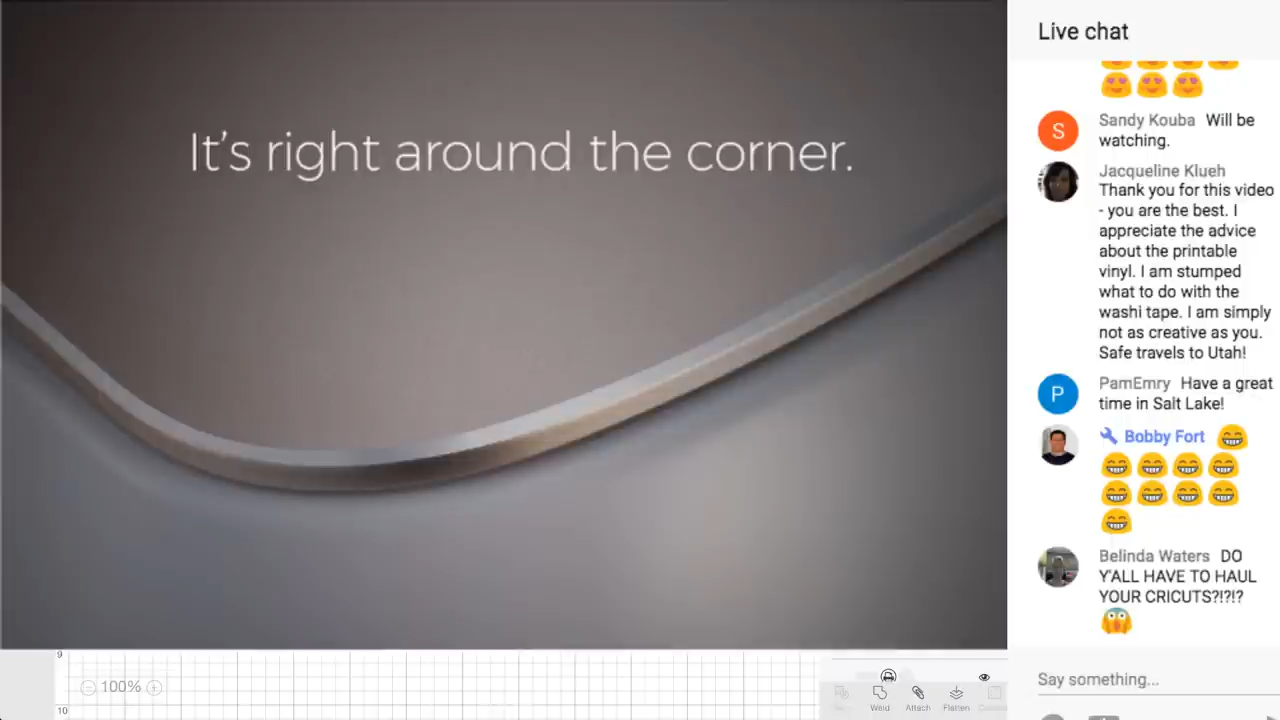 It's right around the corner.
Live chat
S
Sandy Kouba Will be
watching.
Jacqueline Klueh
Thank you for this video
- you are the best. I
appreciate the advice
about the printable
vinyl. I am stumped
what to do with the
washi tape. I am simply
not as creative as you.
Safe travels to Utah!
P
PamEmry Have a great
time in Salt Lake!
Bobby Fort
Belinda Waters DO
Y'ALL HAVE TO HAUL
YOUR CRICUTS?!?!?
Say something...
9
100%
10
Weld Attach Flatten